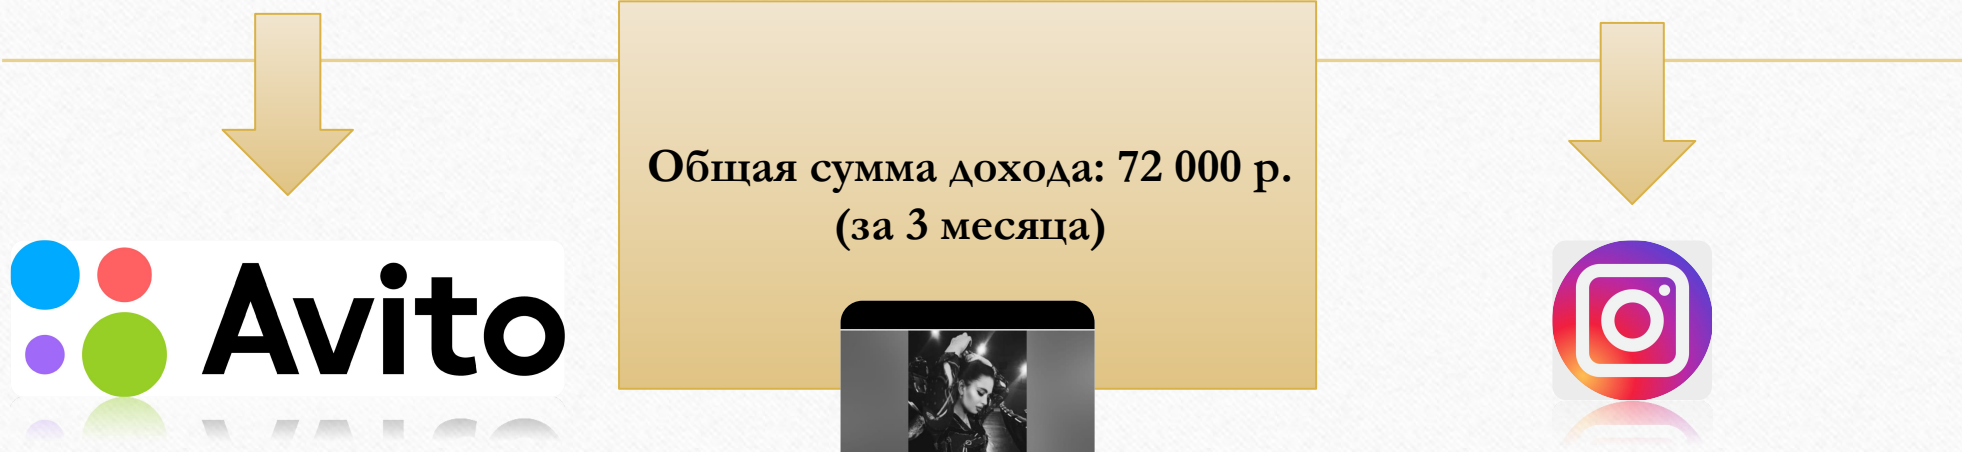 Общая сумма дохода: 72 000 р.
(за 3 месяца)
Avito